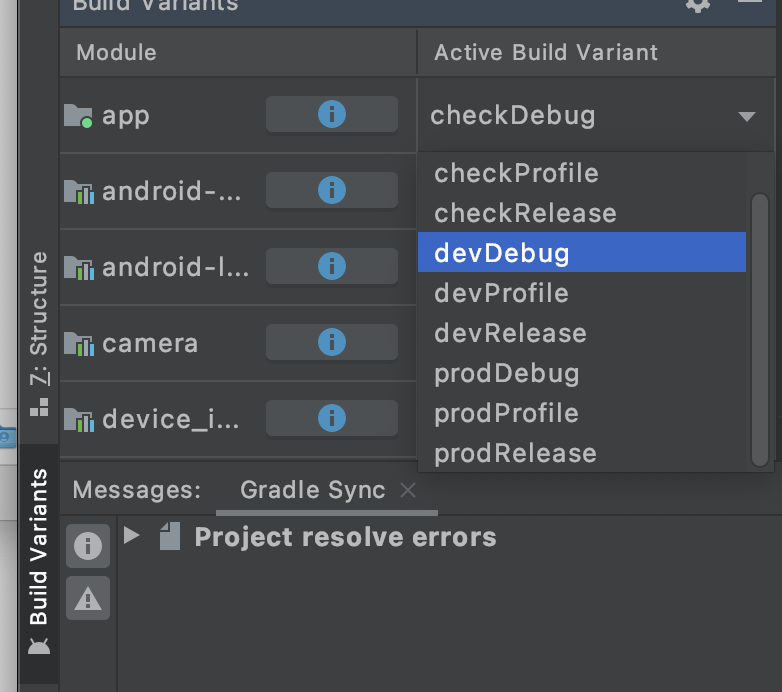 Build Variants
Module
Active Build Variant
app
checkDebug
checkProfile
android-...
checkRelease
devDebug
android-l...
devProfile
devRelease
camera
prodDebug
prodProfile
device_i...
prodRelease
Messages:
Gradle Sync
Project resolve errors
7: Structure
Build Variants